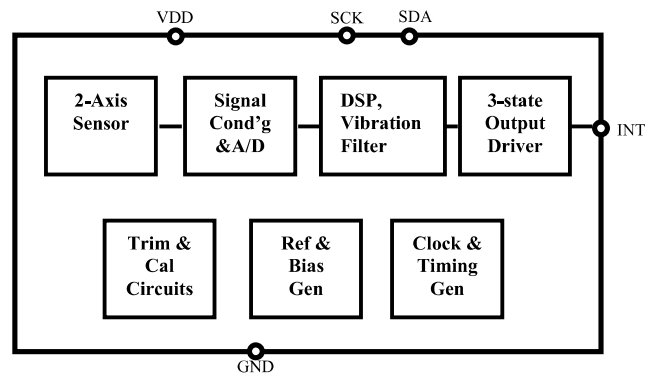 VDD
SCK
SDA
2-Axis
Sensor
Signal
Cond'g
&A/D
DSP,
Vibration
Filter
3-state
Output
Driver
INT
Trim &
Cal
Circuits
Ref &
Bias
Gen
Clock &
Timing
Gen
GND